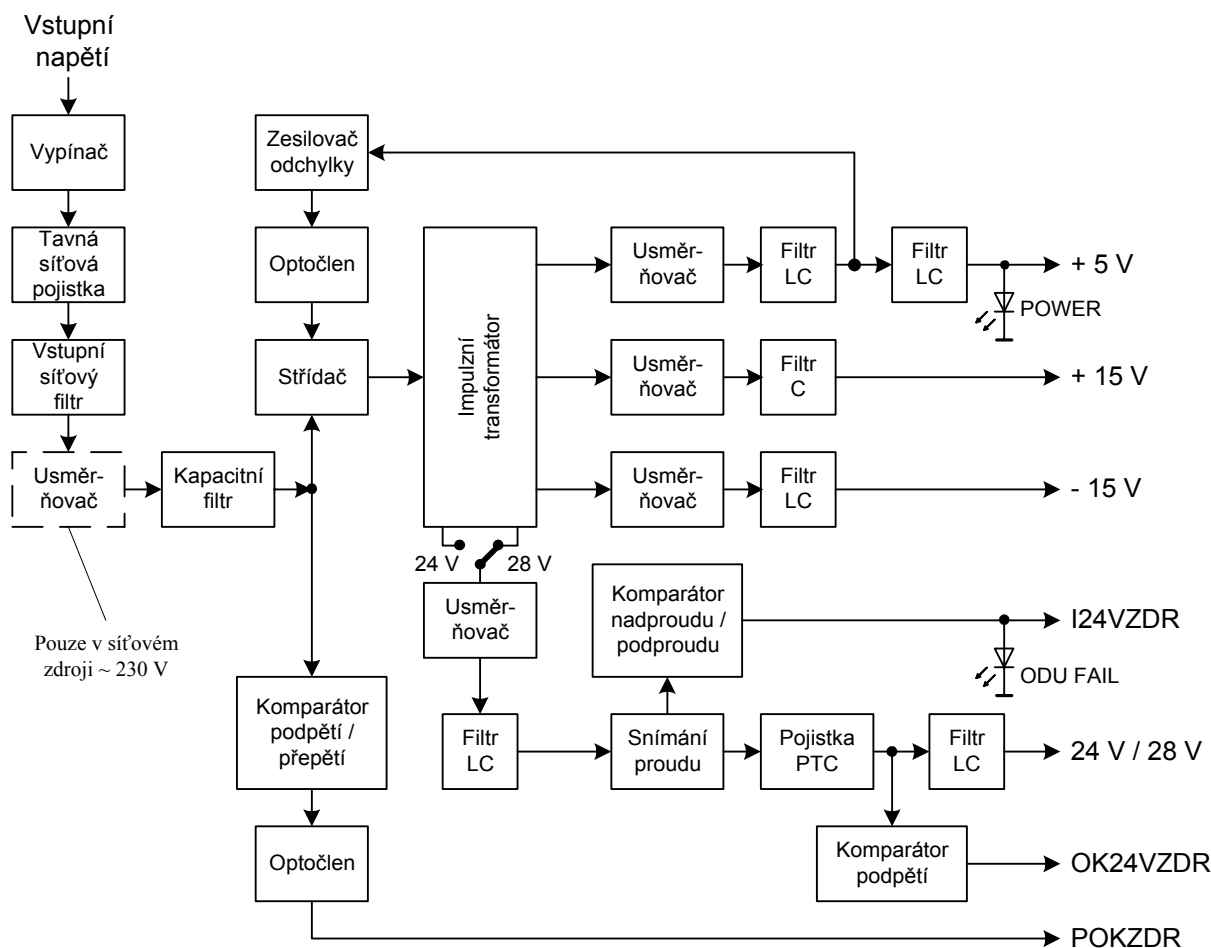 Vstupní
napětí
Vypínač
Tavná
síťová
pojistka
Vstupní
síťový
filtr
Usměr-
ňovač
Kapacitní
filtr
Pouze v síťovém
zdroji ~ 230 V
Zesilovač
odchylky
Optočlen
Střídač
Komparátor
podpětí /
přepětí
Optočlen
Impulzní
transformátor
24 V
28 V
Usměr-
ňovač
Filtr
LC
Usměr-
ňovač
Filtr
LC
Filtr
LC
+ 5 V
POWER
Usměr-
ňovač
Filtr
C
+ 15 V
Usměr-
ňovač
Filtr
LC
- 15 V
Komparátor
nadproudu /
podproudu
I24VZDR
ODU FAIL
Snímání
proudu
Pojistka
PTC
Filtr
LC
24 V / 28 V
Komparátor
podpětí
OK24VZDR
POKZDR